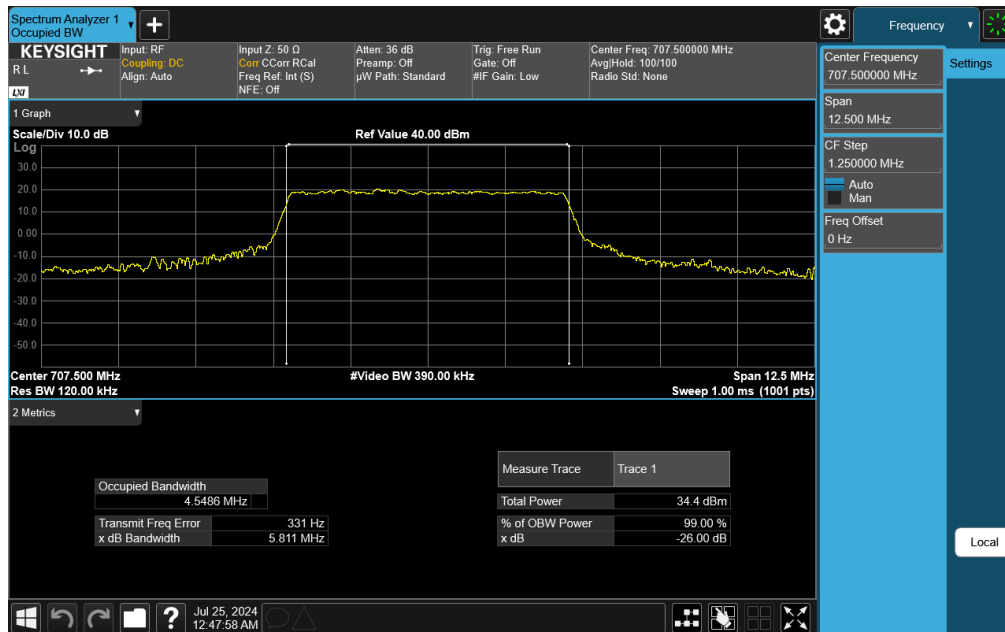 Spectrum Analyzer 1
Occupied BW
Frequency
KEYSIGHT
R L
LXI
Input: RF
Coupling: DC
Align: Auto
Input Z: 50 Ω
Corr CCorr RCal
Freq Ref: Int (S)
NFE: Off
Atten: 36 dB
Preamp: Off
µW Path: Standard
Trig: Free Run
Gate: Off
#IF Gain: Low
Center Freq: 707.500000 MHz
Avg|Hold: 100/100
Radio Std: None
Center Frequency
707.500000 MHz
Settings
Span
12.500 MHz
CF Step
1.250000 MHz
Auto
Man
Freq Offset
0 Hz
Local
1 Graph
Scale/Div 10.0 dB
Ref Value 40.00 dBm
Log
30.0
20.0
10.0
0.00
-10.0
-20.0
-30.0
-40.0
-50.0
Center 707.500 MHz
#Video BW 390.00 kHz
Span 12.5 MHz
Res BW 120.00 kHz
Sweep 1.00 ms (1001 pts)
2 Metrics
Measure Trace Trace 1
Occupied Bandwidth
4.5486 MHz
Total Power 34.4 dBm
Transmit Freq Error 331 Hz
% of OBW Power 99.00 %
x dB Bandwidth 5.811 MHz
x dB -26.00 dB
?
Jul 25, 2024
12:47:58 AM